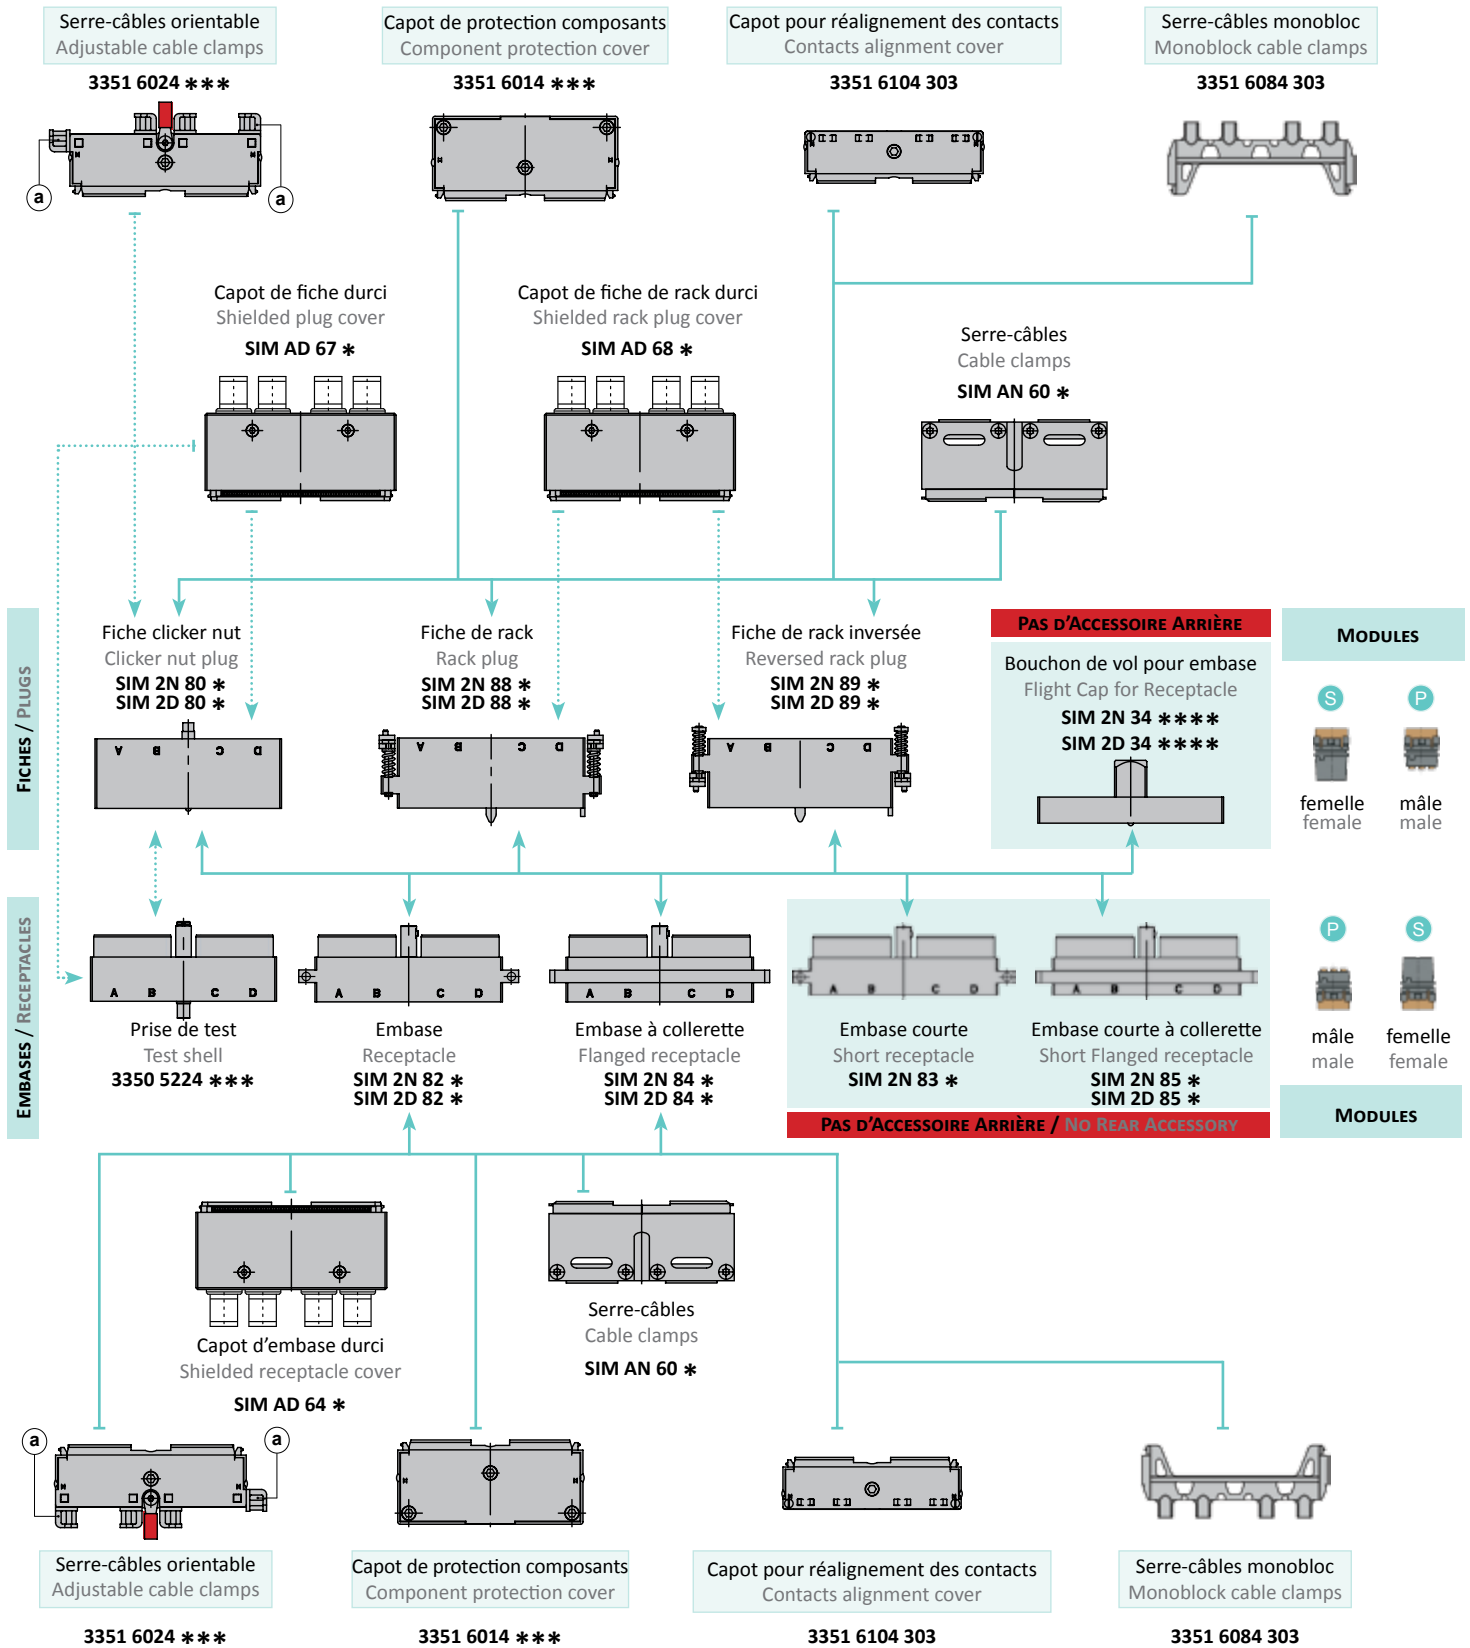 Serre-câbles orientable
Adjustable cable clamps
3351 6024 ***
Capot de protection composants
Component protection cover
3351 6014 ***
Capot pour réalignement des contacts
Contacts alignment cover
3351 6104 303
Serre-câbles monobloc
Monoblock cable clamps
3351 6084 303
a
a
Capot de fiche durci
Shielded plug cover
SIM AD 67 *
Capot de fiche de rack durci
Shielded rack plug cover
SIM AD 68 *
Serre-câbles
Cable clamps
SIM AN 60 *
FICHES / PLUGS
Fiche clicker nut
Clicker nut plug
SIM 2N 80 *
SIM 2D 80 *
A B C D
Fiche de rack
Rack plug
SIM 2N 88 *
SIM 2D 88 *
A B C D
Fiche de rack inversée
Reversed rack plug
SIM 2N 89 *
SIM 2D 89 *
A B C D
PAS D'ACCESSOIRE ARRIÈRE
Bouchon de vol pour embase
Flight Cap for Receptacle
SIM 2N 34 ****
SIM 2D 34 ****
MODULES
S P
femelle
female
mâle
male
EMBASES / RECEPTACLES
A B C D
Prise de test
Test shell
3350 5224 ***
A B C D
Embase
Receptacle
SIM 2N 82 *
SIM 2D 82 *
A B C D
Embase à collerette
Flanged receptacle
SIM 2N 84 *
SIM 2D 84 *
A B C D
Embase courte
Short receptacle
SIM 2N 83 *
A B C D
Embase courte à collerette
Short Flanged receptacle
SIM 2N 85 *
SIM 2D 85 *
PAS D'ACCESSOIRE ARRIÈRE / NO REAR ACCESSORY
P S
mâle
male
femelle
female
MODULES
Capot d'embase durci
Shielded receptacle cover
SIM AD 64 *
Serre-câbles
Cable clamps
SIM AN 60 *
a
a
Serre-câbles orientable
Adjustable cable clamps
3351 6024 ***
Capot de protection composants
Component protection cover
3351 6014 ***
Capot pour réalignement des contacts
Contacts alignment cover
3351 6104 303
Serre-câbles monobloc
Monoblock cable clamps
3351 6084 303